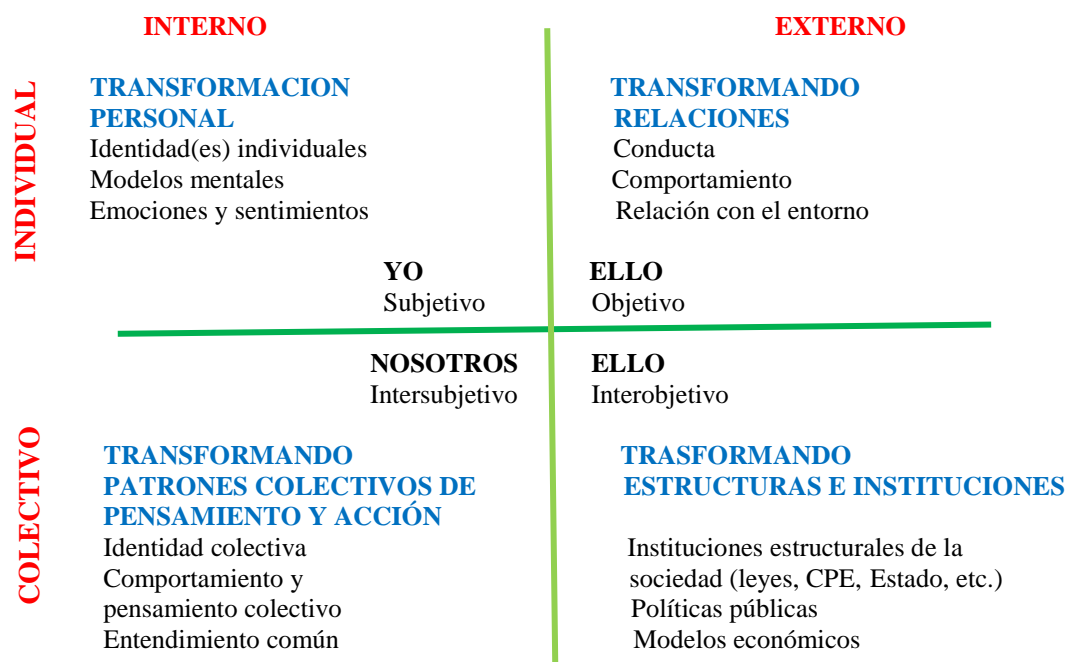 INTERNO
EXTERNO
INDIVIDUAL
TRANSFORMACION
PERSONAL
Identidad(es) individuales
Modelos mentales
Emociones y sentimientos
YO
Subjetivo
TRANSFORMANDO
RELACIONES
Conducta
Comportamiento
Relación con el entorno
ELLO
Objetivo
COLECTIVO
NOSOTROS
Intersubjetivo
TRANSFORMANDO
PATRONES COLECTIVOS DE
PENSAMIENTO Y ACCIÓN
Identidad colectiva
Comportamiento y
pensamiento colectivo
Entendimiento común
ELLO
Interobjetivo
TRASFORMANDO
ESTRUCTURAS E INSTITUCIONES
Instituciones estructurales de la
sociedad (leyes, CPE, Estado, etc.)
Políticas públicas
Modelos económicos